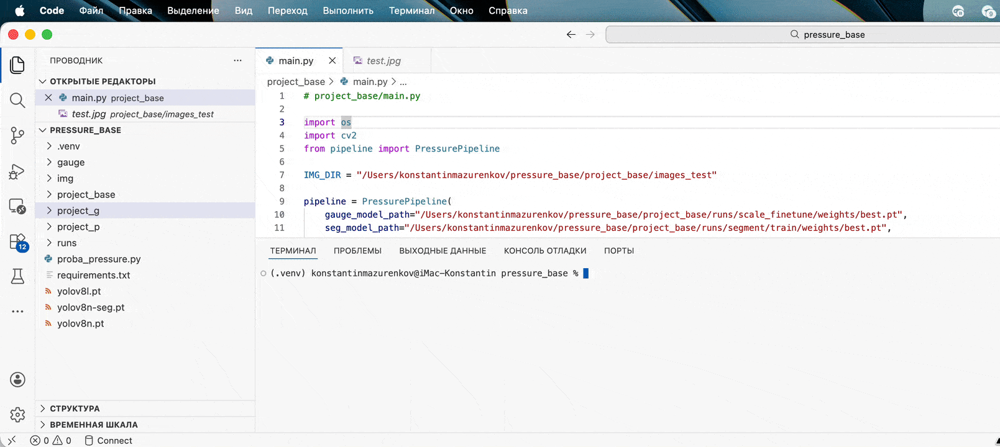 Code Файл Правка Выделение Вид Переход Выполнить Терминал Окно Справка
9
pressure_base
ПРОВОДНИК ...
ОТКРЫТЫЕ РЕДАКТОРЫ
main.py project_base
test.jpg project_base/images_test
PRESSURE_BASE
.venv
gauge
img
project_base
project_g
project_p
runs
proba_pressure.py
requirements.txt
yolov8l.pt
yolov8n-seg.pt
yolov8n.pt
СТРУКТУРА
ВРЕМЕННАЯ ШКАЛА
12
main.py test.jpg
project_base > main.py > ...
1 # project_base/main.py
2
3 import os
4 import cv2
5 from pipeline import PressurePipeline
6
7 IMG_DIR = "/Users/konstantinmazurenkov/pressure_base/project_base/images_test"
8
9 pipeline = PressurePipeline(
10 gauge_model_path="/Users/konstantinmazurenkov/pressure_base/project_base/runs/scale_finetune/weights/best.pt",
11 seg_model_path="/Users/konstantinmazurenkov/pressure_base/project_base/runs/segment/train/weights/best.pt",
ТЕРМИНАЛ ПРОБЛЕМЫ ВЫХОДНЫЕ ДАННЫЕ КОНСОЛЬ ОТЛАДКИ ПОРТЫ
(.venv) konstantinmazurenkov@iMac-Konstantin pressure_base %
0 0 Connect